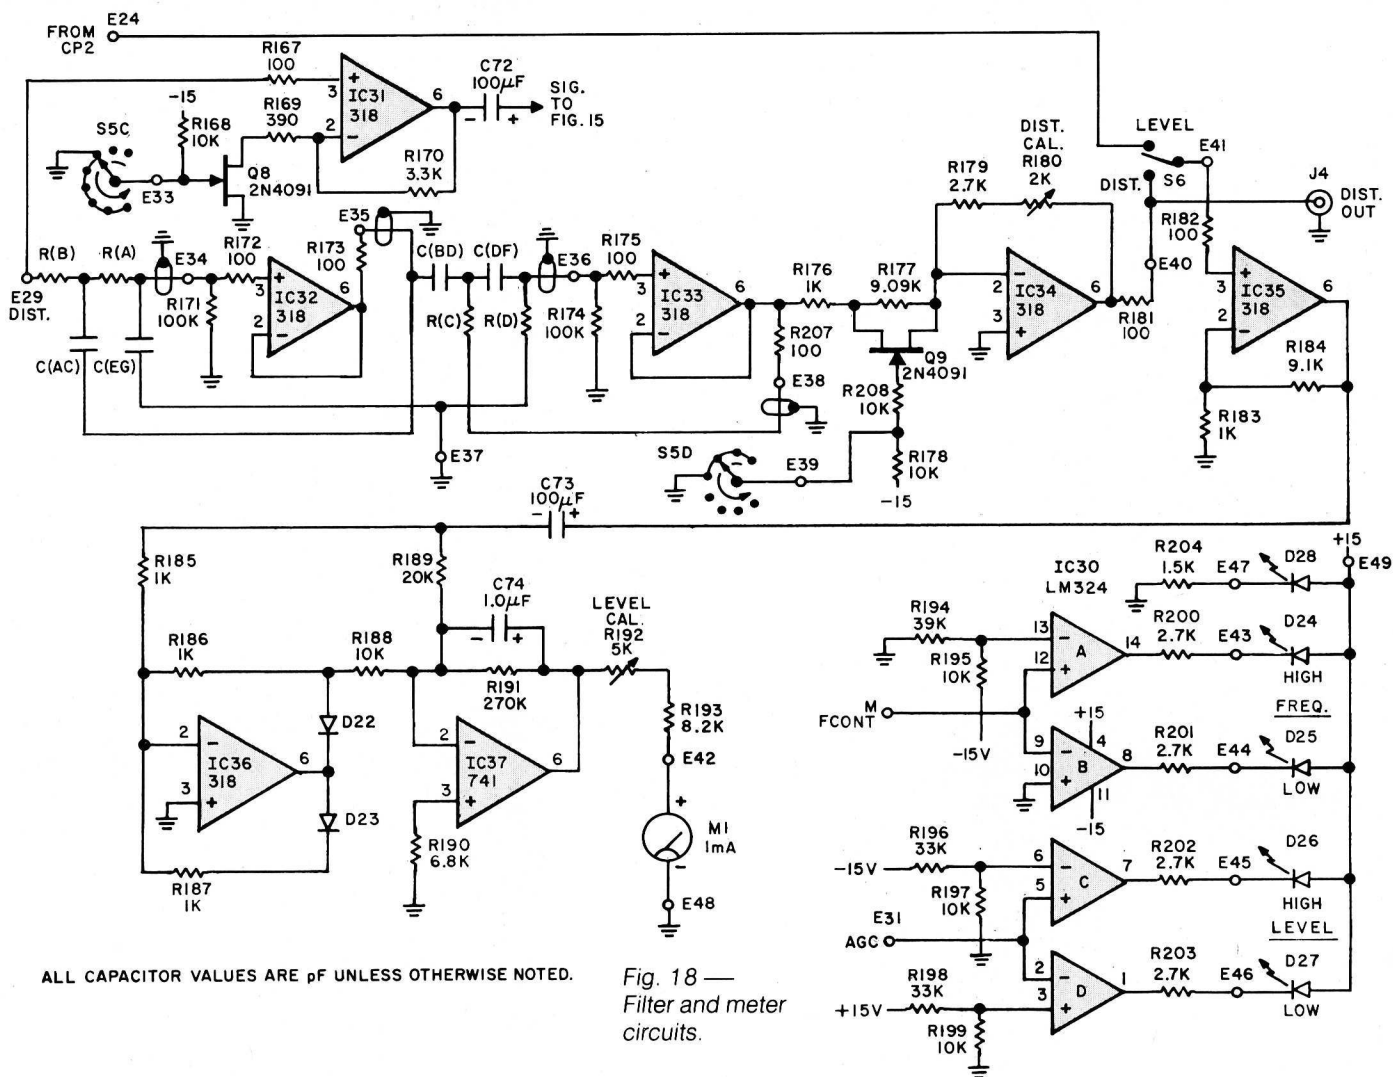 E24
FROM
CP2
R167
100
C72
100μF
3
+
IC31
318
6
2
−
−
+
SIG.
TO
FIG. 15
-15
R168
10K
R169
390
S5C
E33
Q8
2N4091
R170
3.3K
DIST.
CAL.
R180
2K
R179
2.7K
LEVEL
E41
S6
DIST.
J4
DIST.
OUT
R182
100
E40
R(B)
R(A)
E34
R172
100
R173
100
E35
C(BD)
C(DF)
E36
R175
100
R176
1K
R177
9.09K
E29
DIST.
R171
100K
3
+
IC32
318
6
2
−
R(C)
R(D)
R174
100K
3
+
IC33
318
6
2
−
R207
100
−
2
IC34
318
6
3
+
R181
100
+
3
IC35
318
6
2
−
C(AC)
C(EG)
Q9
2N4091
R184
9.1K
E38
R208
10K
R183
1K
E37
S5D
E39
R178
10K
-15
C73
100μF
−
+
R185
1K
R189
20K
C74
1.0μF
−
+
LEVEL
CAL.
R192
5K
R186
1K
R188
10K
R191
270K
R193
8.2K
2
−
IC36
318
6
3
+
D22
D23
2
−
IC37
741
6
3
+
E42
+
M1
1mA
−
R187
1K
R190
6.8K
E48
+15
E49
IC30
LM324
R204
1.5K
E47
D28
R194
39K
R195
10K
-15V
13
−
A
14
12
+
R200
2.7K
E43
D24
HIGH
M
FCONT
FREQ.
+15
9
−
4
B
8
10
+
11
-15
R201
2.7K
E44
D25
LOW
R196
33K
-15V
R197
10K
6
−
C
7
5
+
R202
2.7K
E45
D26
HIGH
E31
AGC
LEVEL
R198
33K
+15V
R199
10K
2
−
D
1
3
+
R203
2.7K
E46
D27
LOW
ALL CAPACITOR VALUES ARE pF UNLESS OTHERWISE NOTED.
Fig. 18 —
Filter and meter
circuits.